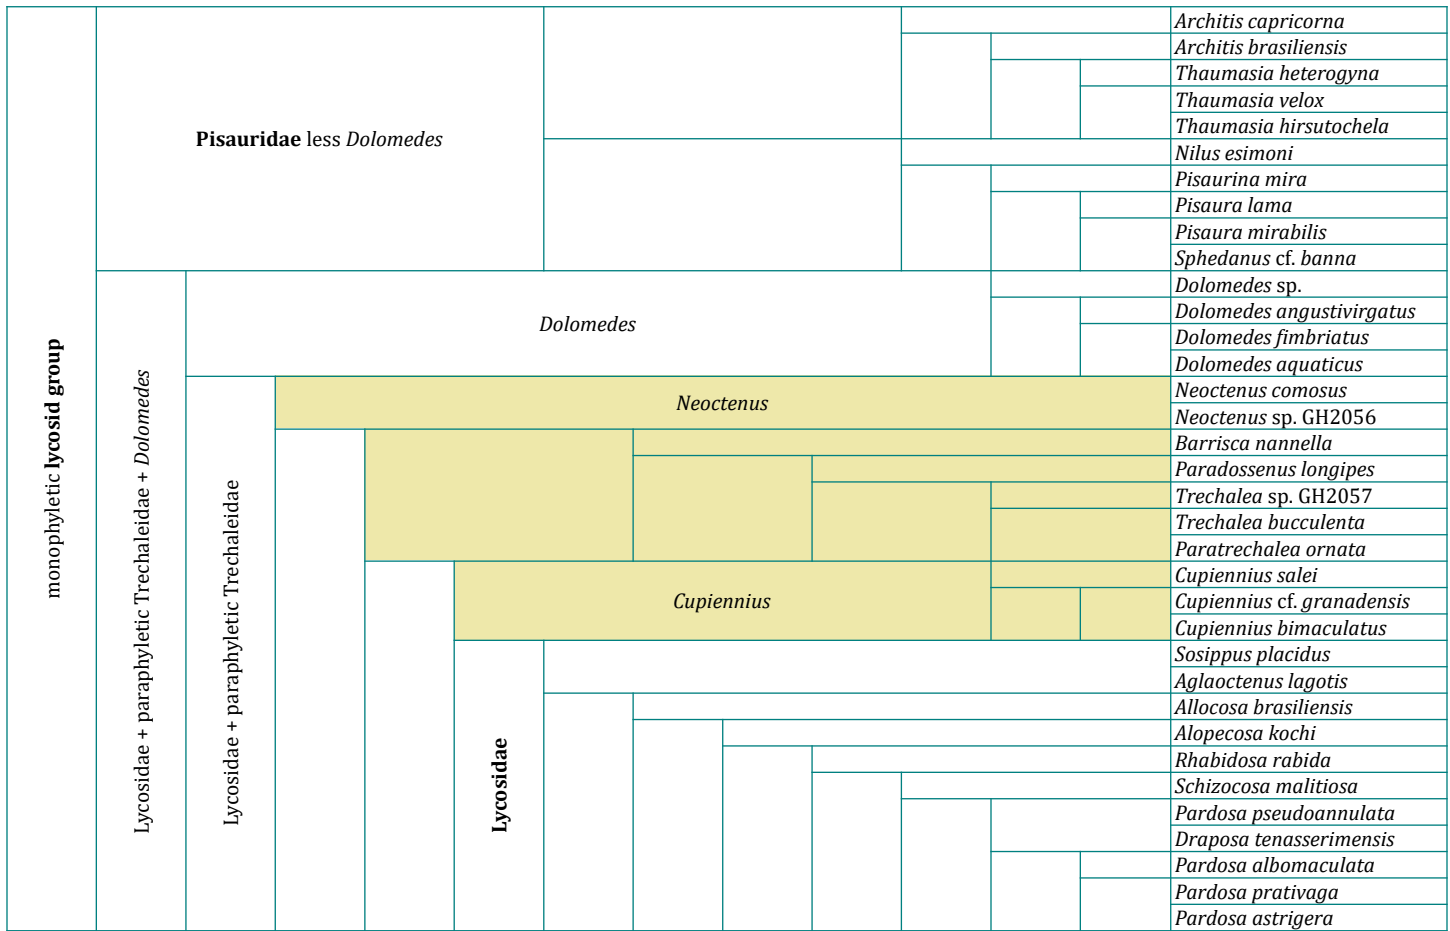 monophyletic lycosid group
Pisauridae less Dolomedes
Architis capricorna
Architis brasiliensis
Thaumasia heterogyna
Thaumasia velox
Thaumasia hirsutochela
Nilus esimoni
Pisaurina mira
Pisaura lama
Pisaura mirabilis
Sphedanus cf. banna
Lycosidae + paraphyletic Trechaleidae + Dolomedes
Dolomedes
Dolomedes sp.
Dolomedes angustivirgatus
Dolomedes fimbriatus
Dolomedes aquaticus
Lycosidae + paraphyletic Trechaleidae
Neoctenus
Neoctenus comosus
Neoctenus sp. GH2056
Barrisca nannella
Paradossenus longipes
Trechalea sp. GH2057
Trechalea bucculenta
Paratrechalea ornata
Cupiennius
Cupiennius salei
Cupiennius cf. granadensis
Cupiennius bimaculatus
Lycosidae
Sosippus placidus
Aglaoctenus lagotis
Allocosa brasiliensis
Alopecosa kochi
Rhabidosa rabida
Schizocosa malitiosa
Pardosa pseudoannulata
Draposa tenasserimensis
Pardosa albomaculata
Pardosa prativaga
Pardosa astrigera